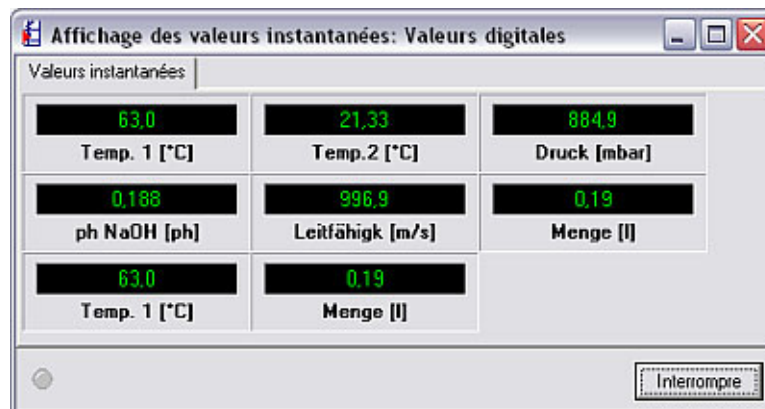 Affichage des valeurs instantanées: Valeurs digitales
Valeurs instantanées
63,0 21,33 884,9
Temp. 1 [°C] Temp.2 [°C] Druck [mbar]
0,188 996,9 0,19
ph NaOH [ph] Leitfähigk [m/s] Menge [l]
63,0 0,19
Temp. 1 [°C] Menge [l]
Interrompre